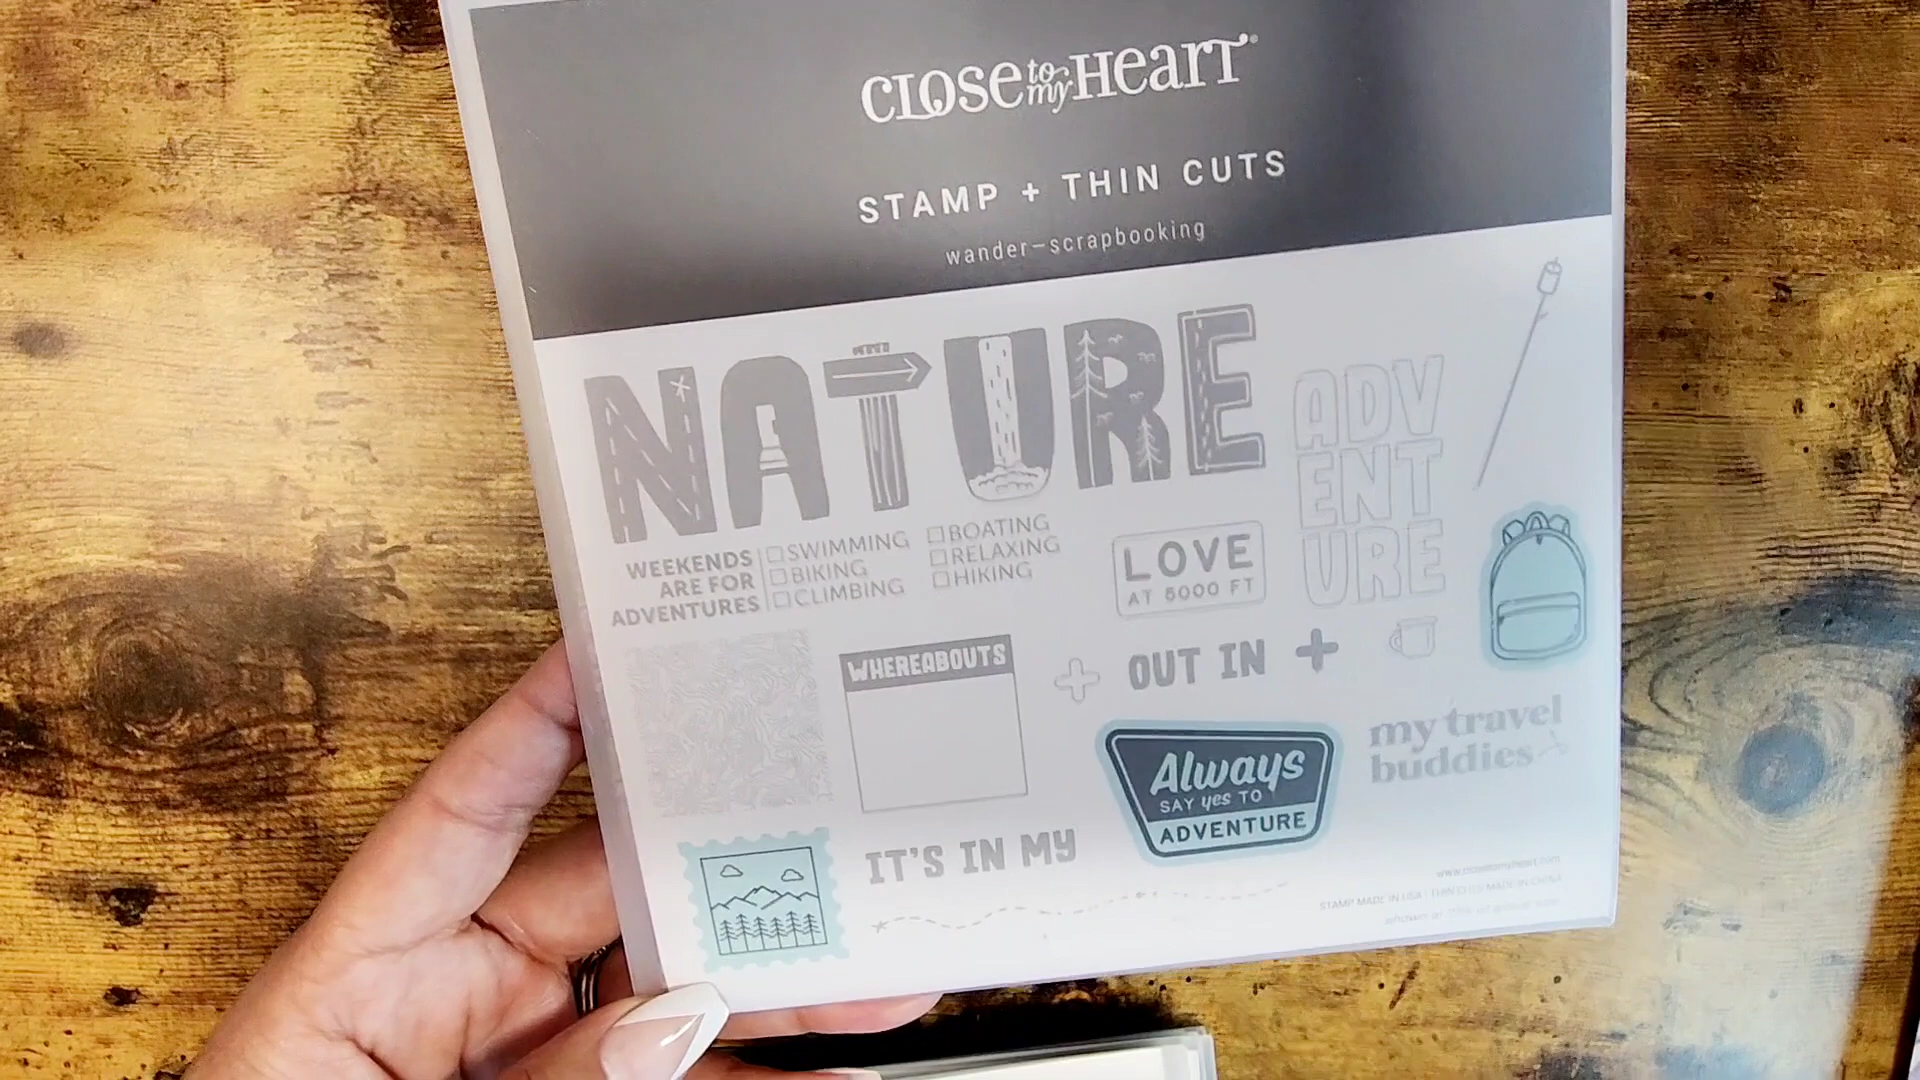 CLOSE to my HEART®
STAMP + THIN CUTS
wander–scrapbooking
NATURE
ADV
ENT
URE
WEEKENDS
ARE FOR
ADVENTURES
SWIMMING
BIKING
CLIMBING
BOATING
RELAXING
HIKING
LOVE
AT 5000 FT
WHEREABOUTS
+ OUT IN +
my travel
buddies
Always
SAY yes TO
ADVENTURE
IT'S IN MY
www.closetomyheart.com
STAMP MADE IN USA | THIN CUTS MADE IN CHINA